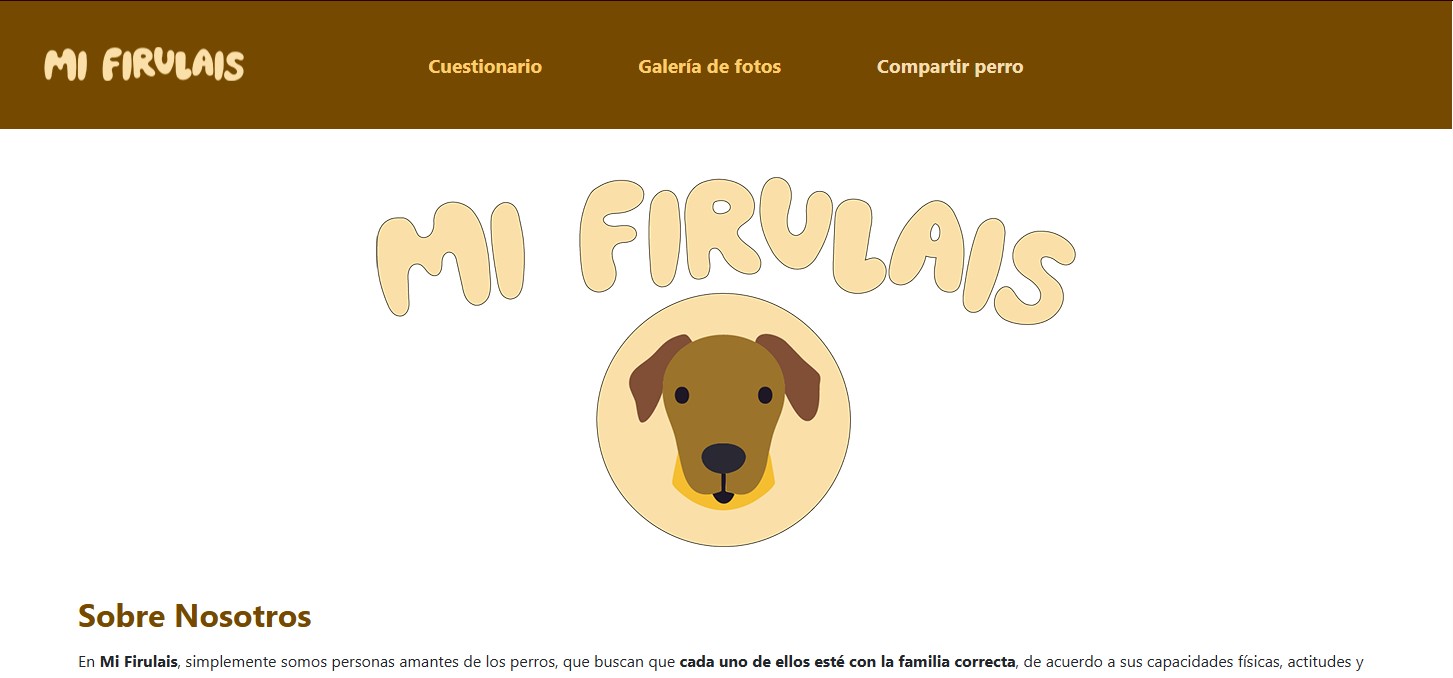 MI FIRULAIS
Cuestionario
Galería de fotos
Compartir perro
MI FIRULAIS
Sobre Nosotros
En Mi Firulais, simplemente somos personas amantes de los perros, que buscan que cada uno de ellos esté con la familia correcta, de acuerdo a sus capacidades físicas, actitudes y